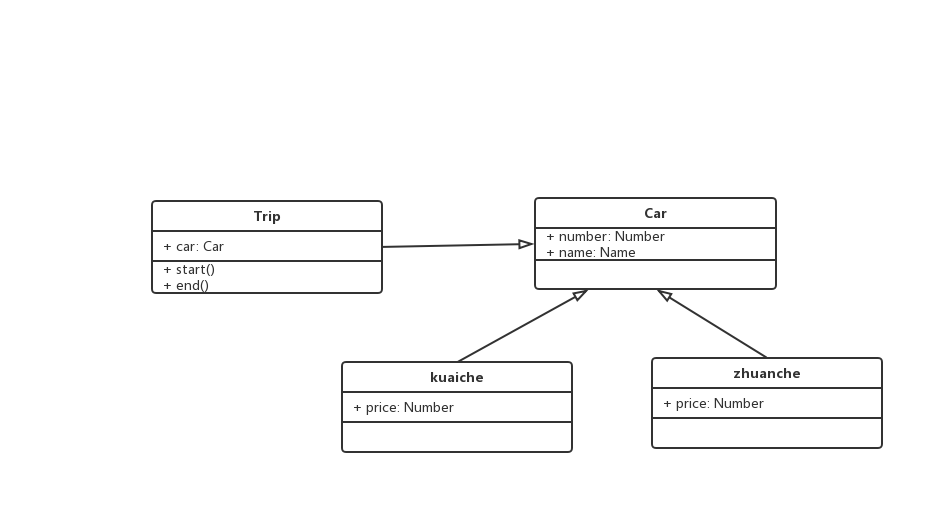 Trip
+ car: Car
+ start()
+ end()
Car
+ number: Number
+ name: Name
kuaiche
+ price: Number
zhuanche
+ price: Number